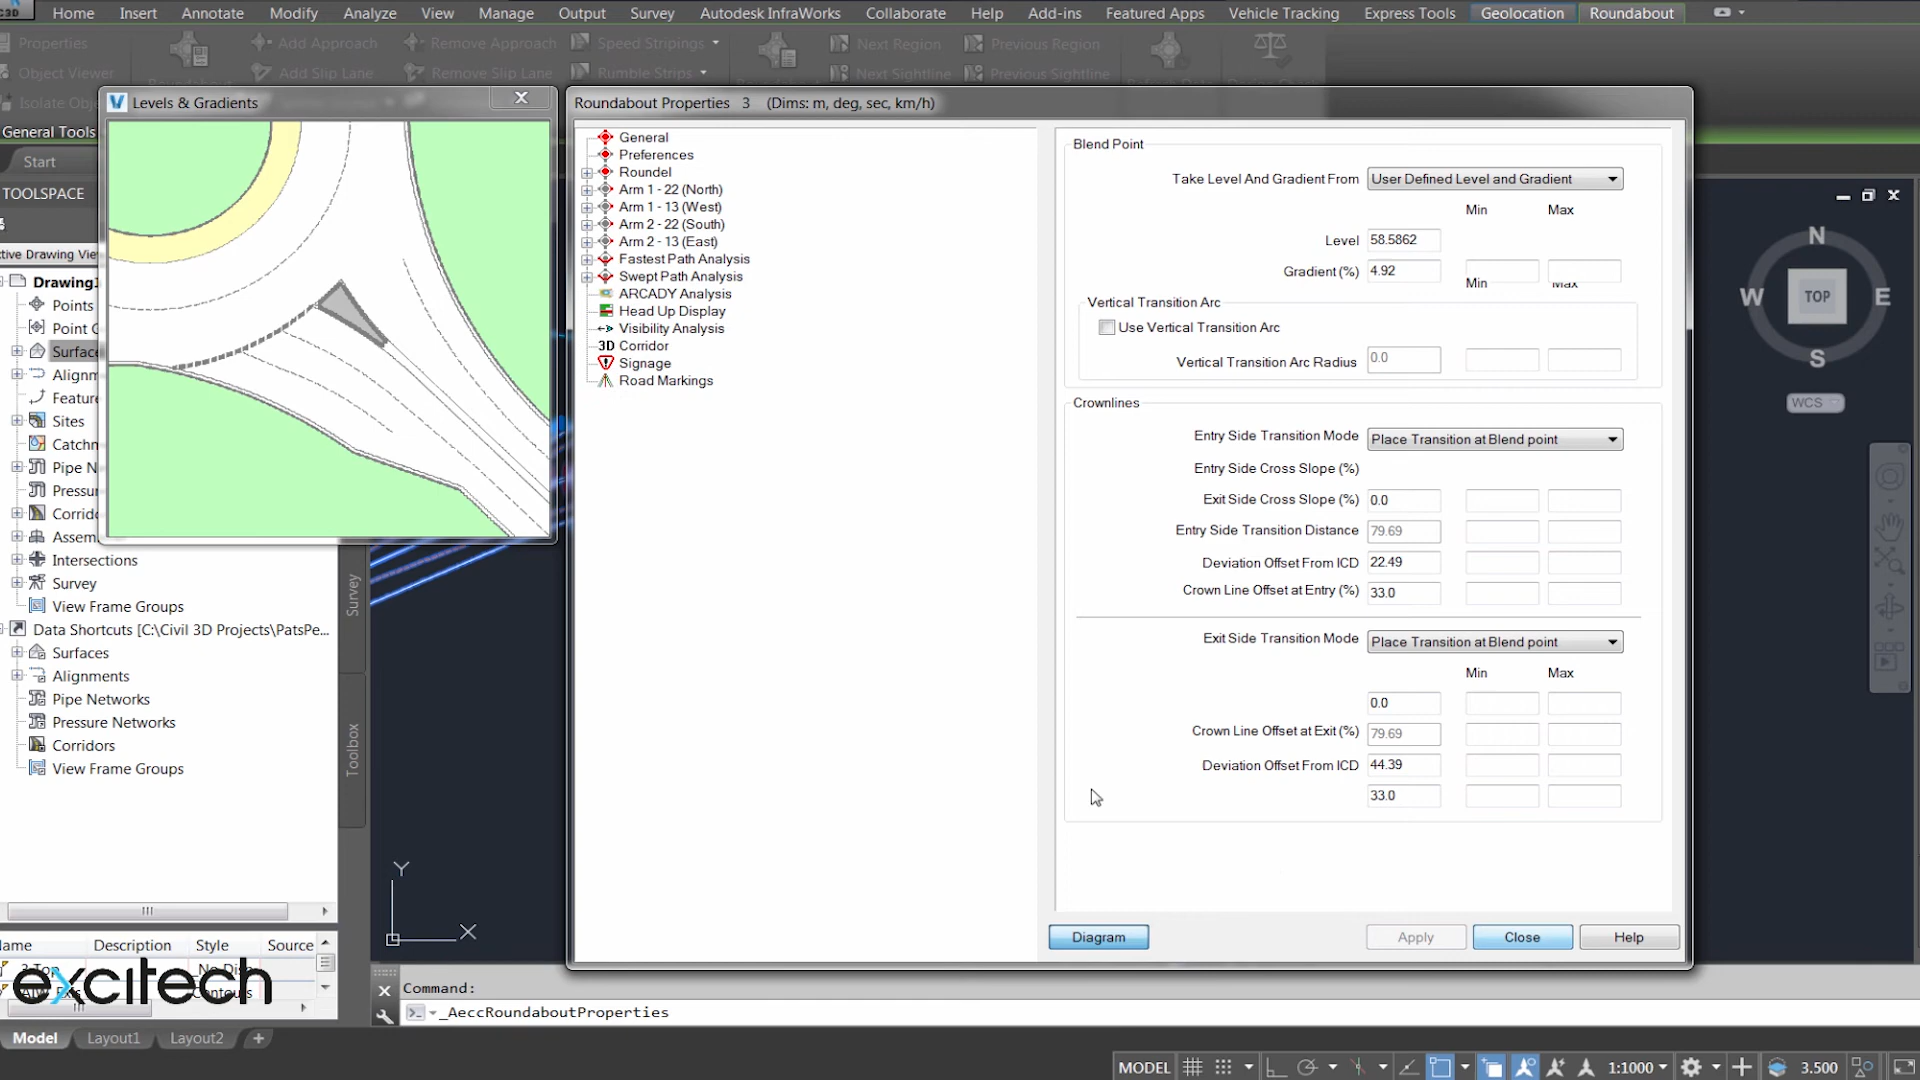 Home Insert Annotate Modify Analyze View Manage Output Survey Autodesk InfraWorks Collaborate Help Add-ins Featured Apps Vehicle Tracking Express Tools Geolocation Roundabout
Properties Add Approach Remove Approach Speed Stripings Next Region Previous Region
Object Viewer Add Slip Lane Remove Slip Lane Rumble Strips Next Sightline Previous Sightline
General Tools
Start
TOOLSPACE
Levels & Gradients
Roundabout Properties 3 (Dims: m, deg, sec, km/h)
General
Preferences
Roundel
Arm 1 - 22 (North)
Arm 1 - 13 (West)
Arm 2 - 22 (South)
Arm 2 - 13 (East)
Fastest Path Analysis
Swept Path Analysis
ARCADY Analysis
Head Up Display
Visibility Analysis
3D Corridor
Signage
Road Markings
Blend Point
Take Level And Gradient From User Defined Level and Gradient
Min Max
Level 58.5862
Gradient (%) 4.92
Min Max
Vertical Transition Arc
Use Vertical Transition Arc
Vertical Transition Arc Radius 0.0
Crownlines
Entry Side Transition Mode Place Transition at Blend point
Entry Side Cross Slope (%)
Exit Side Cross Slope (%) 0.0
Entry Side Transition Distance 79.69
Deviation Offset From ICD 22.49
Crown Line Offset at Entry (%) 33.0
Exit Side Transition Mode Place Transition at Blend point
Min Max
0.0
Crown Line Offset at Exit (%) 79.69
Deviation Offset From ICD 44.39
33.0
Diagram Apply Close Help
N
W TOP E
S
WCS
Points
Sites
Intersections
Survey
View Frame Groups
Data Shortcuts [C:\Civil 3D Projects\PatsPe...
Surfaces
Alignments
Pipe Networks
Pressure Networks
Corridors
View Frame Groups
Survey
Toolbox
Description Style Source
excitech
Y
X
Command:
_AeccRoundaboutProperties
Model Layout1 Layout2 +
MODEL 1:1000 3.500